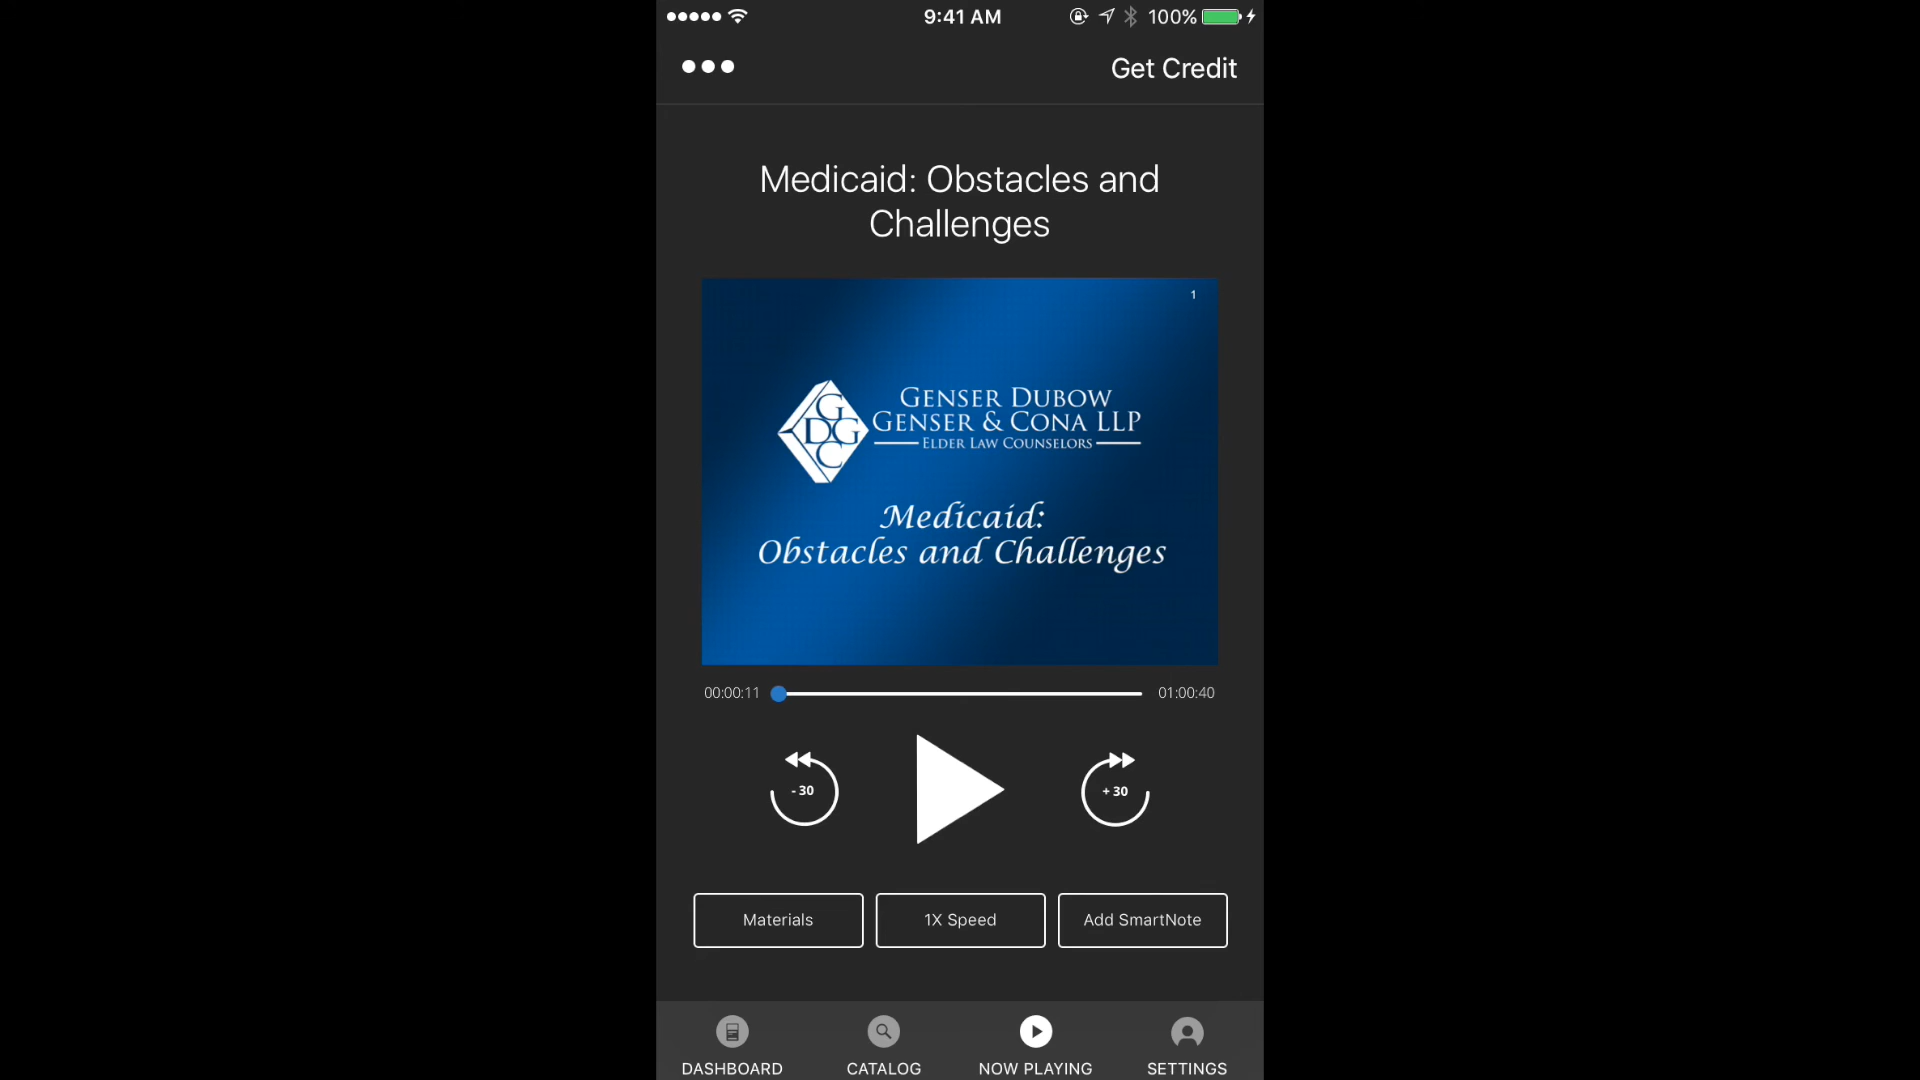 9:41 AM 100%
Get Credit
Medicaid: Obstacles and
Challenges
1
G
DG
C
GENSER DUBOW
GENSER & CONA LLP
ELDER LAW COUNSELORS
Medicaid:
Obstacles and Challenges
00:00:11 01:00:40
- 30 + 30
Materials 1X Speed Add SmartNote
DASHBOARD CATALOG NOW PLAYING SETTINGS